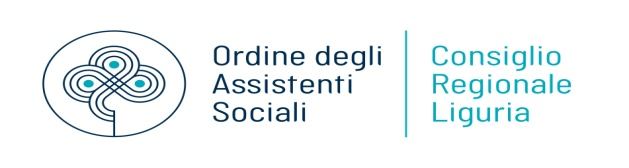 Ordine degli
Assistenti
Sociali
Consiglio
Regionale
Liguria